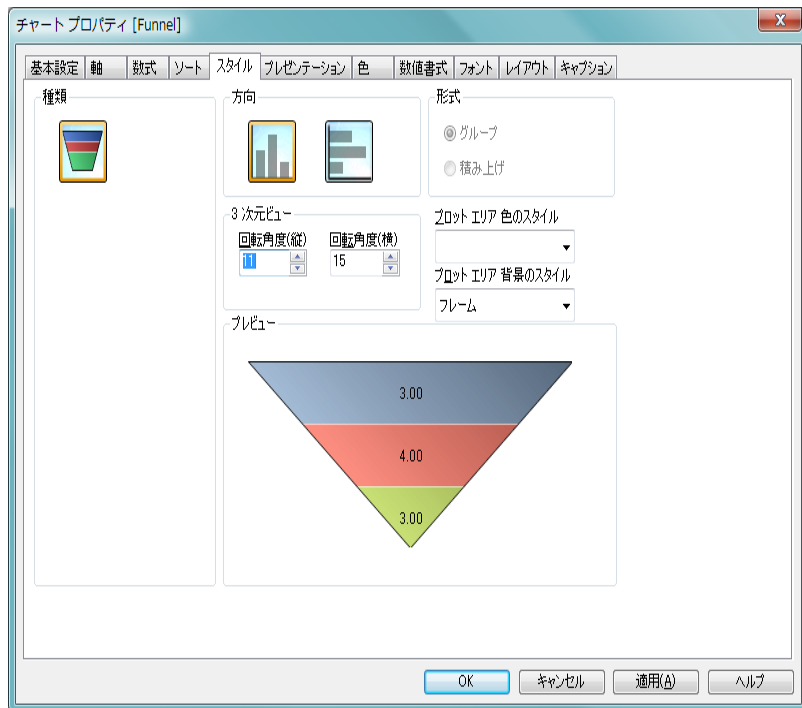 チャート プロパティ [Funnel]
基本設定 軸 数式 ソート スタイル プレゼンテーション 色 数値書式 フォント レイアウト キャプション
種類
方向
形式
グループ
積み上げ
3 次元ビュー
回転角度(縦) 回転角度(横)
11 15
プロット エリア 色のスタイル
プロット エリア 背景のスタイル
フレーム
プレビュー
3.00
4.00
3.00
OK キャンセル 適用(A) ヘルプ